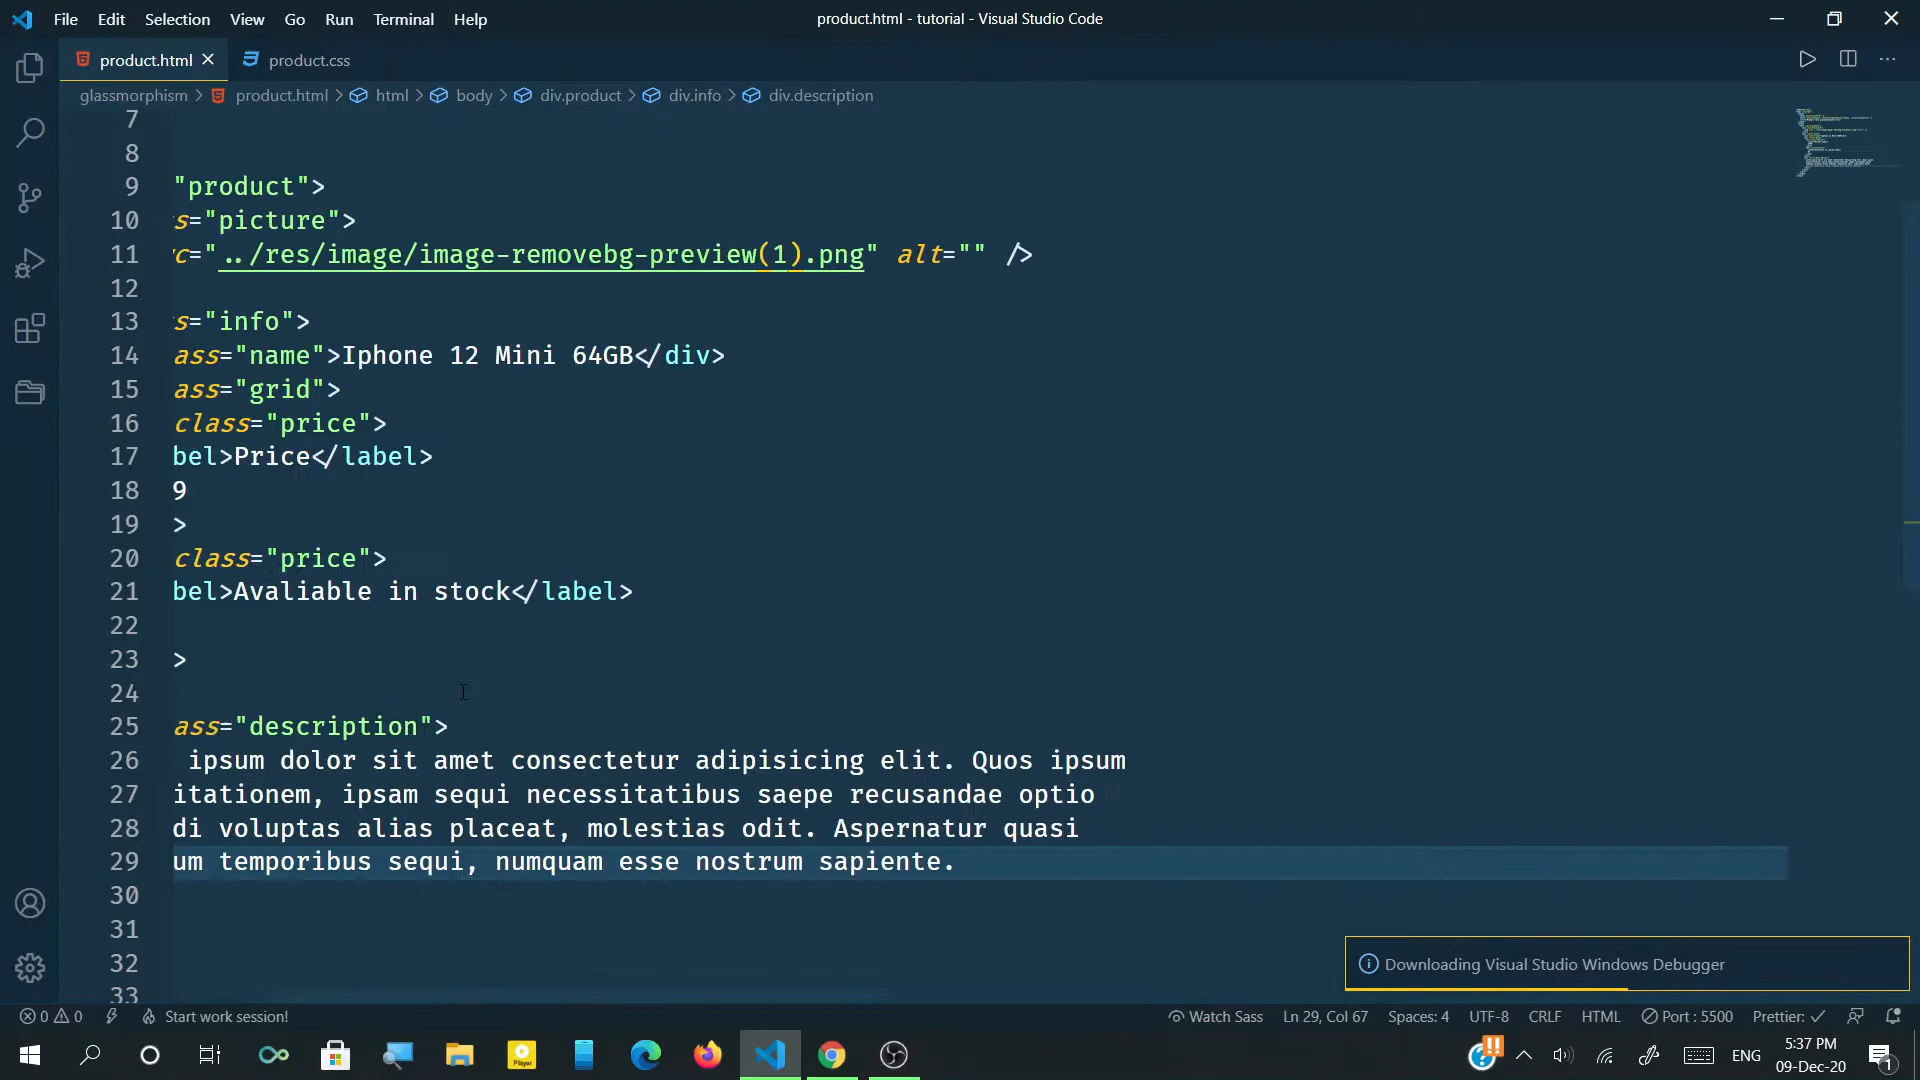 File Edit Selection View Go Run Terminal Help
product.html - tutorial - Visual Studio Code
product.html
product.css
glassmorphism > product.html > html > body > div.product > div.info > div.description
7
8
9 "product">
10 s="picture">
11 c="../res/image/image-removebg-preview(1).png" alt="" />
12
13 s="info">
14 ass="name">Iphone 12 Mini 64GB</div>
15 ass="grid">
16 class="price">
17 bel>Price</label>
18 9
19 >
20 class="price">
21 bel>Avaliable in stock</label>
22
23 >
24
25 ass="description">
26 ipsum dolor sit amet consectetur adipisicing elit. Quos ipsum
27 itationem, ipsam sequi necessitatibus saepe recusandae optio
28 di voluptas alias placeat, molestias odit. Aspernatur quasi
29 um temporibus sequi, numquam esse nostrum sapiente.
30
31
32
33
Downloading Visual Studio Windows Debugger
0 0 Start work session! Watch Sass Ln 29, Col 67 Spaces: 4 UTF-8 CRLF HTML Port : 5500 Prettier: ✓
Player
ENG
5:37 PM
09-Dec-20
1